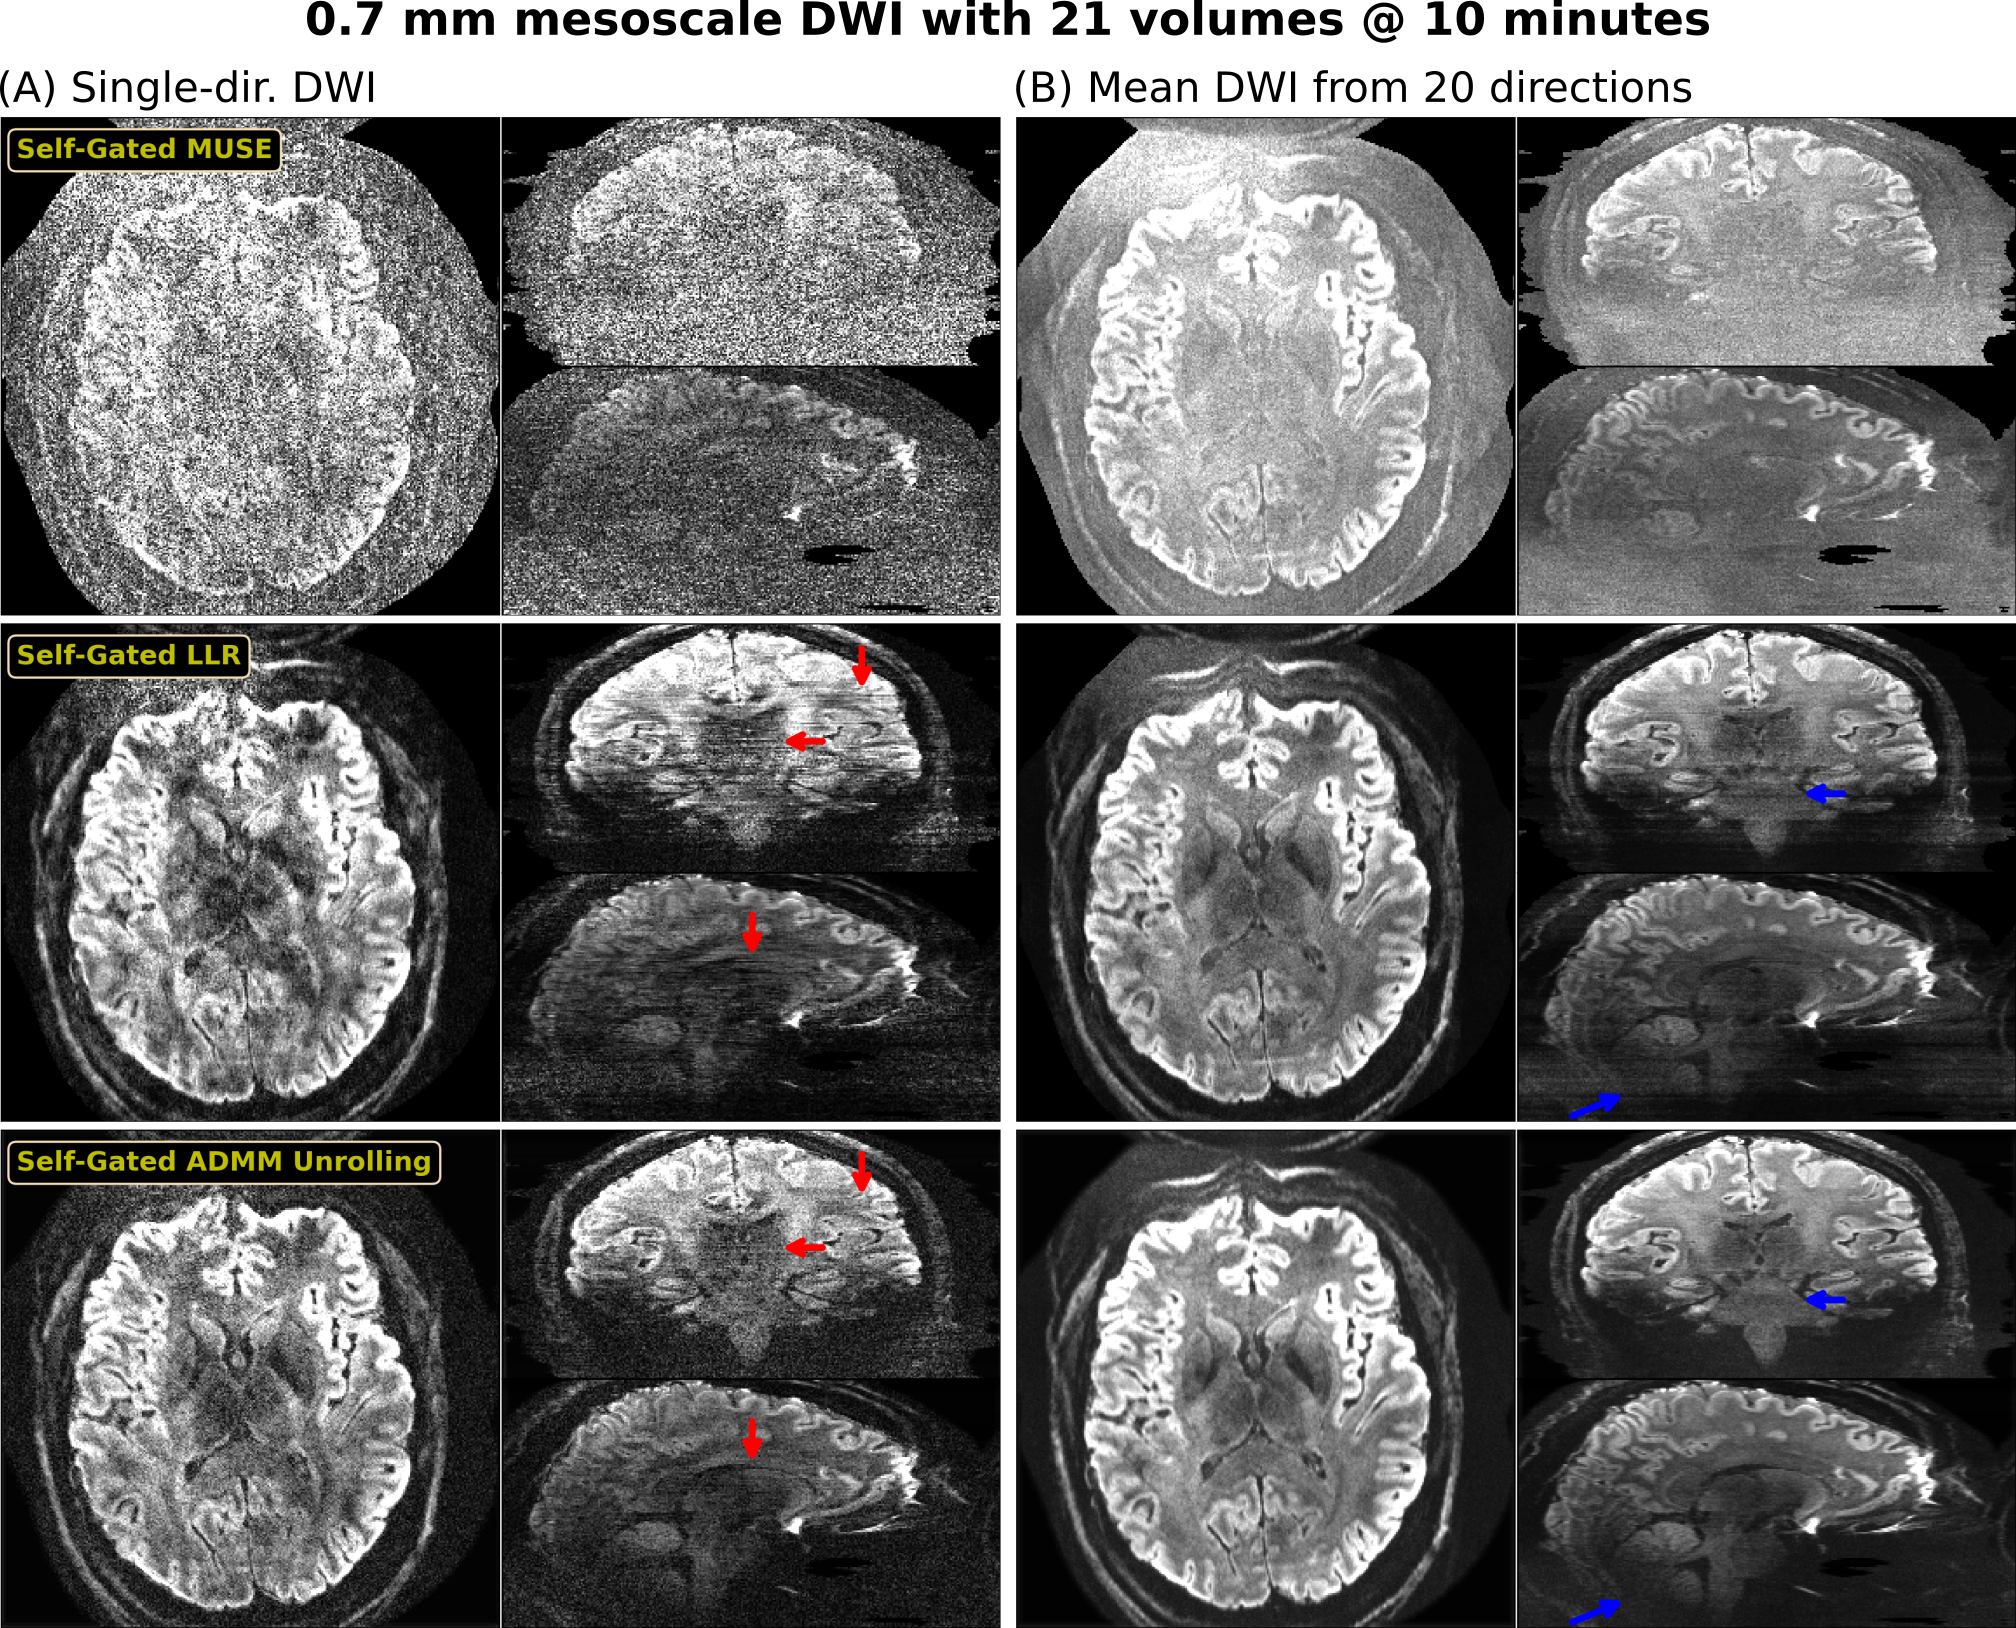 0.7 mm mesoscale DWI with 21 volumes @ 10 minutes
(A) Single-dir. DWI
(B) Mean DWI from 20 directions
Self-Gated MUSE
Self-Gated LLR
Self-Gated ADMM Unrolling